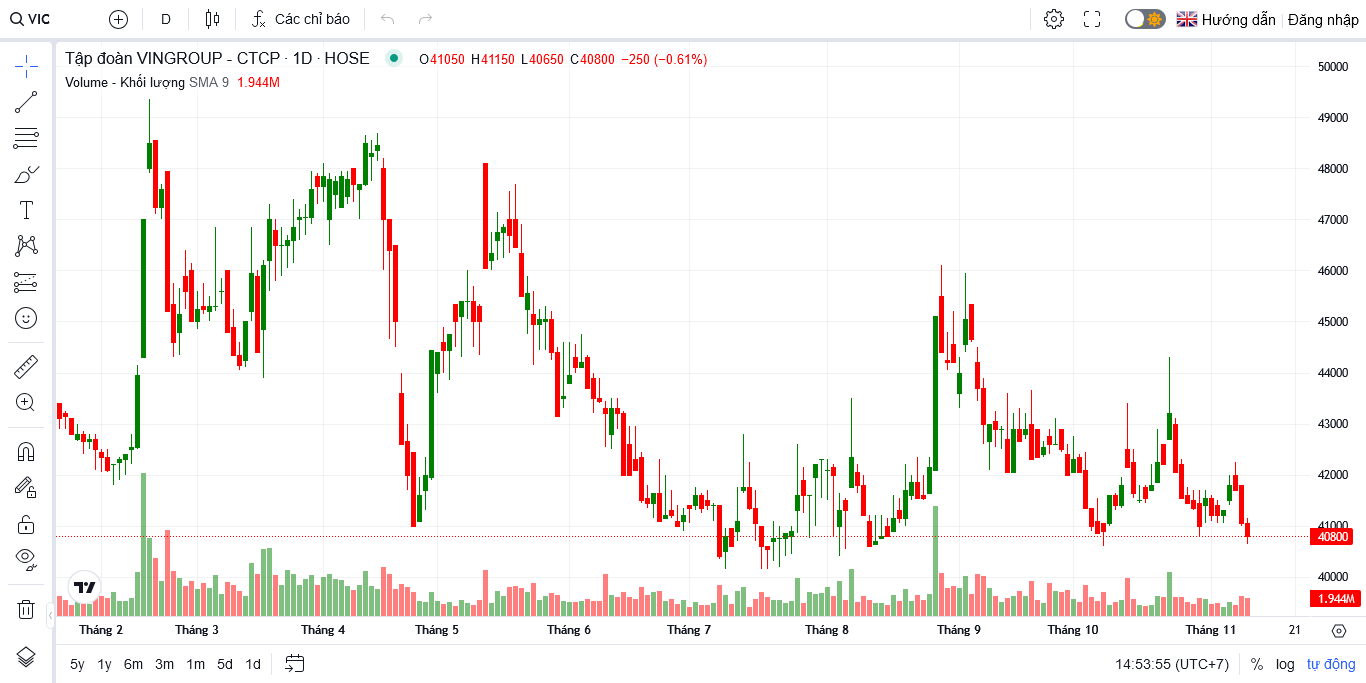 VIC D Các chỉ báo Hướng dẫn Đăng nhập
Tập đoàn VINGROUP - CTCP · 1D · HOSE O41050 H41150 L40650 C40800 −250 (−0.61%)
Volume - Khối lượng SMA 9 1.944M
50000
49000
48000
47000
46000
45000
44000
43000
42000
41000
40800
40000
1.944M
Tháng 2 Tháng 3 Tháng 4 Tháng 5 Tháng 6 Tháng 7 Tháng 8 Tháng 9 Tháng 10 Tháng 11 21
5y 1y 6m 3m 1m 5d 1d 14:53:55 (UTC+7) % log tự động